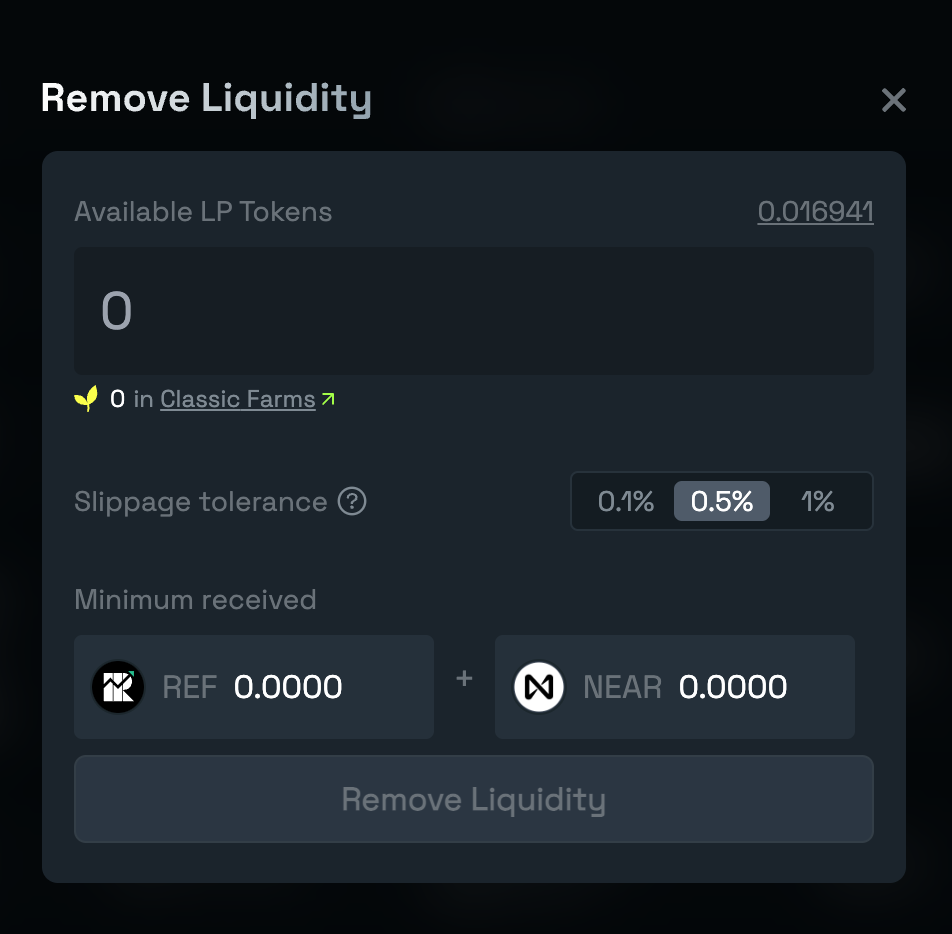 Remove Liquidity
Available LP Tokens 0.016941
0
0 in Classic Farms
Slippage tolerance 0.1% 0.5% 1%
Minimum received
REF 0.0000 + NEAR 0.0000
Remove Liquidity